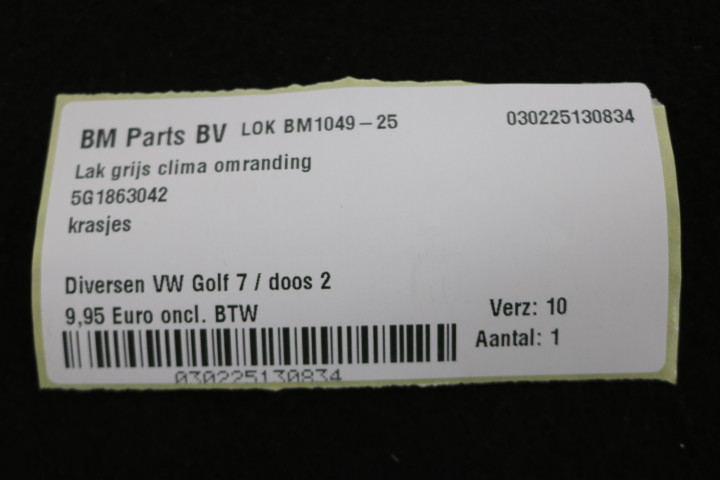 BM Parts BV LOK BM1049-25 030225130834
Lak grijs clima omranding
5G1863042
krasjes
Diversen VW Golf 7 / doos 2
9,95 Euro oncl. BTW Verz: 10
Aantal: 1
030225130834